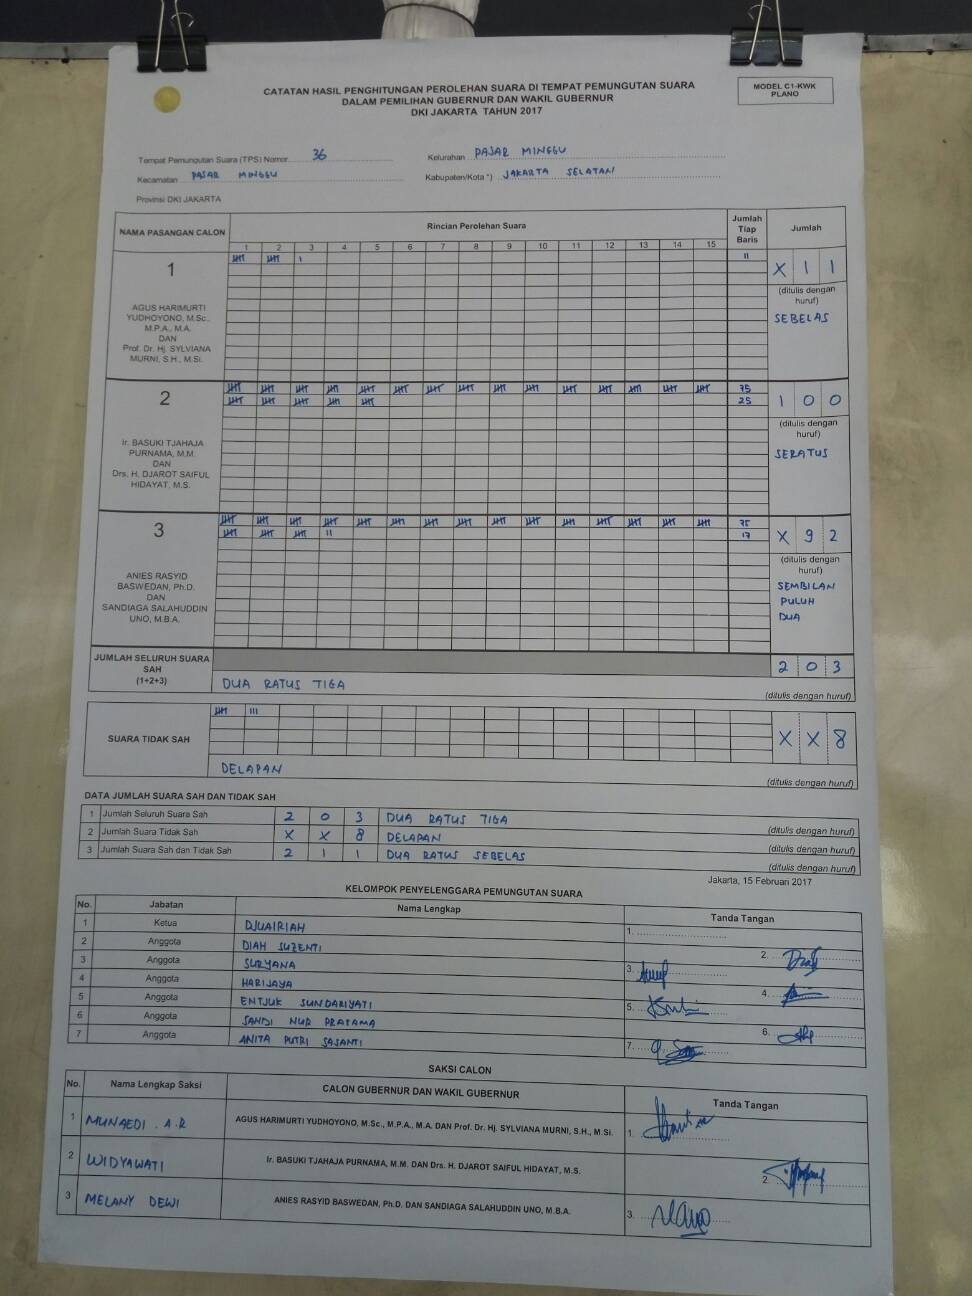 CATATAN HASIL PENGHITUNGAN PEROLEHAN SUARA DI TEMPAT PEMUNGUTAN SUARA
DALAM PEMILIHAN GUBERNUR DAN WAKIL GUBERNUR
DKI JAKARTA TAHUN 2017
MODEL C1-KWK
PLANO
Tempat Pemungutan Suara (TPS) Nomor 36
Kelurahan PASAR MINGGU
Kecamatan PASAR MINGGU
Kabupaten/Kota *) JAKARTA SELATAN
Provinsi DKI JAKARTA
NAMA PASANGAN CALON
Rincian Perolehan Suara
Jumlah Tiap Baris
Jumlah
1 2 3 4 5 6 7 8 9 10 11 12 13 14 15
1
11
X 1 1
AGUS HARIMURTI
YUDHOYONO, M.Sc.,
M.P.A., M.A.
DAN
Prof. Dr. Hj. SYLVIANA
MURNI, S.H., M.Si.
(ditulis dengan huruf)
SEBELAS
2
75
25
1 0 0
Ir. BASUKI TJAHAJA
PURNAMA, M.M.
DAN
Drs. H. DJAROT SAIFUL
HIDAYAT, M.S.
(ditulis dengan huruf)
SERATUS
3
75
17
X 9 2
ANIES RASYID
BASWEDAN, Ph.D.
DAN
SANDIAGA SALAHUDDIN
UNO, M.B.A.
(ditulis dengan huruf)
SEMBILAN
PULUH
DUA
JUMLAH SELURUH SUARA
SAH
(1+2+3)
2 0 3
DUA RATUS TIGA
(ditulis dengan huruf)
SUARA TIDAK SAH
X X 8
DELAPAN
(ditulis dengan huruf)
DATA JUMLAH SUARA SAH DAN TIDAK SAH
1 Jumlah Seluruh Suara Sah 2 0 3 DUA RATUS TIGA (ditulis dengan huruf)
2 Jumlah Suara Tidak Sah X X 8 DELAPAN (ditulis dengan huruf)
3 Jumlah Suara Sah dan Tidak Sah 2 1 1 DUA RATUS SEBELAS (ditulis dengan huruf)
Jakarta, 15 Februari 2017
KELOMPOK PENYELENGGARA PEMUNGUTAN SUARA
No. Jabatan Nama Lengkap Tanda Tangan
1 Ketua DJUAIRIAH 1.
2 Anggota DIAH SUZENTI 2.
3 Anggota SURYANA 3.
4 Anggota HARIJAYA 4.
5 Anggota ENTJUK SUNDARIYATI 5.
6 Anggota SANDI NUR PRATAMA 6.
7 Anggota ANITA PUTRI SASANTI 7.
SAKSI CALON
No. Nama Lengkap Saksi CALON GUBERNUR DAN WAKIL GUBERNUR Tanda Tangan
1 MUNAEDI . A.R AGUS HARIMURTI YUDHOYONO, M.Sc., M.P.A., M.A. DAN Prof. Dr. Hj. SYLVIANA MURNI, S.H., M.Si. 1.
2 WIDYAWATI Ir. BASUKI TJAHAJA PURNAMA, M.M. DAN Drs. H. DJAROT SAIFUL HIDAYAT, M.S. 2.
3 MELANY DEWI ANIES RASYID BASWEDAN, Ph.D. DAN SANDIAGA SALAHUDDIN UNO, M.B.A. 3.